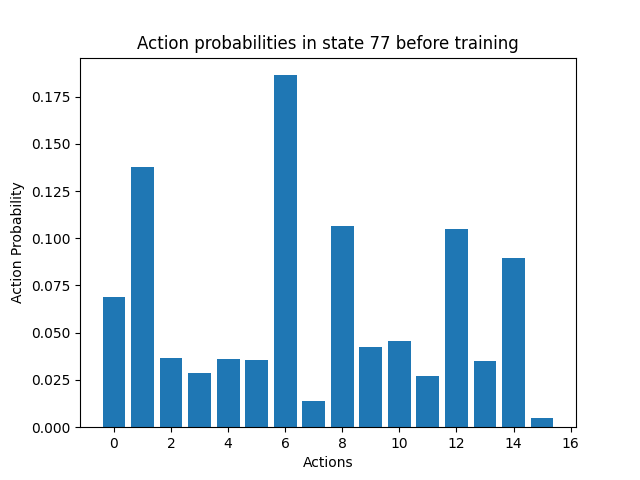 Action probabilities in state 77 before training
Action Probability
0.175
0.150
0.125
0.100
0.075
0.050
0.025
0.000
0 2 4 6 8 10 12 14 16
Actions